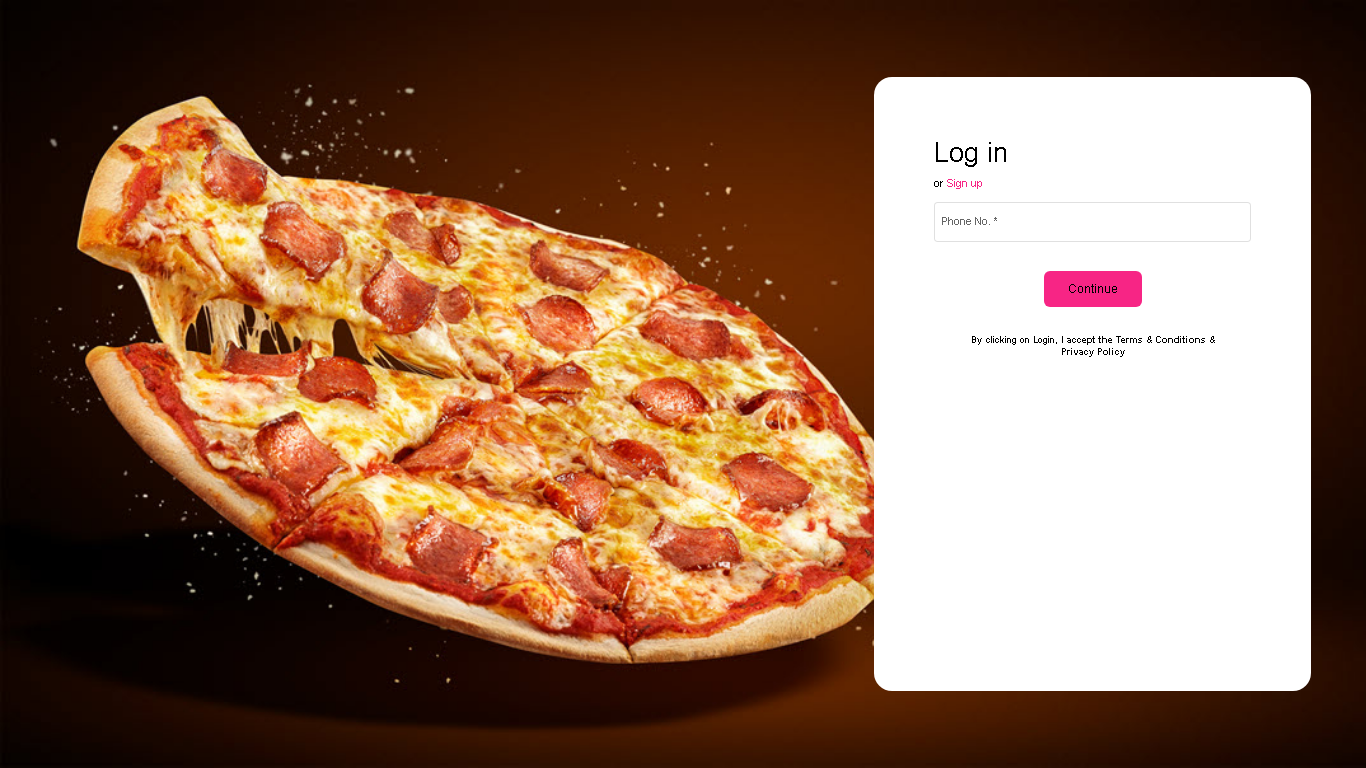 Log in
or Sign up
Phone No. *
Continue
By clicking on Login, I accept the Terms & Conditions &
Privacy Policy